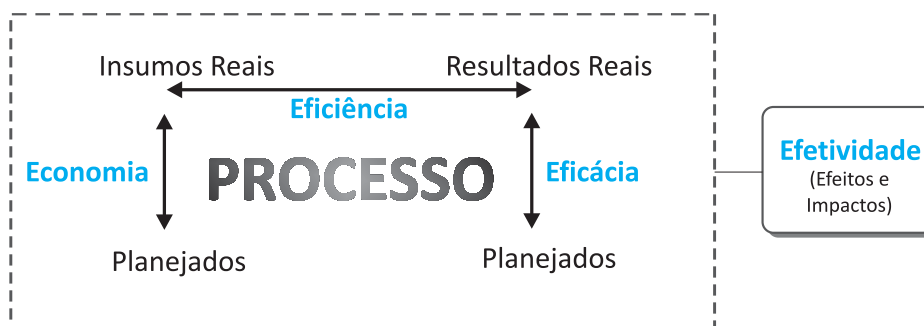 Insumos Reais
Resultados Reais
Eficiência
Economia
PROCESSO
Eficácia
Planejados
Planejados
Efetividade
(Efeitos e
Impactos)